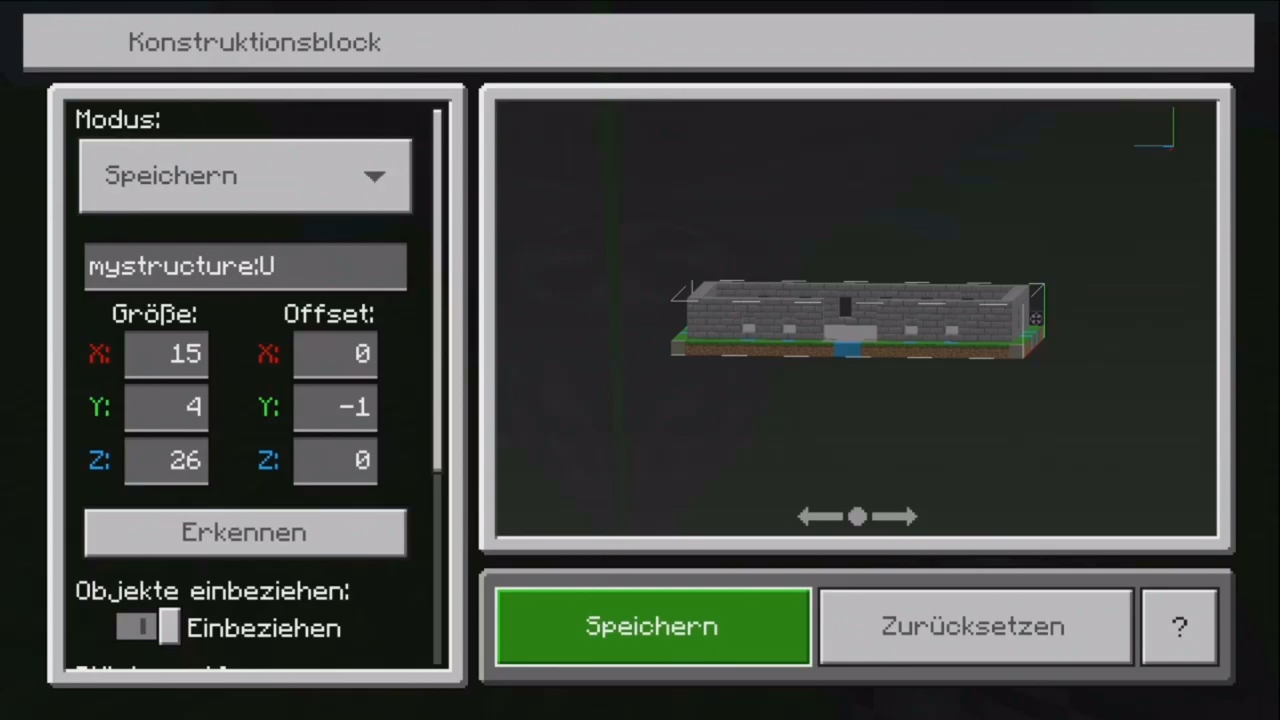 Konstruktionsblock
Modus:
Speichern
mystructure:U
Größe: Offset:
X: 15 X: 0
Y: 4 Y: -1
Z: 26 Z: 0
Erkennen
Objekte einbeziehen:
Einbeziehen
Speichern Zurücksetzen ?